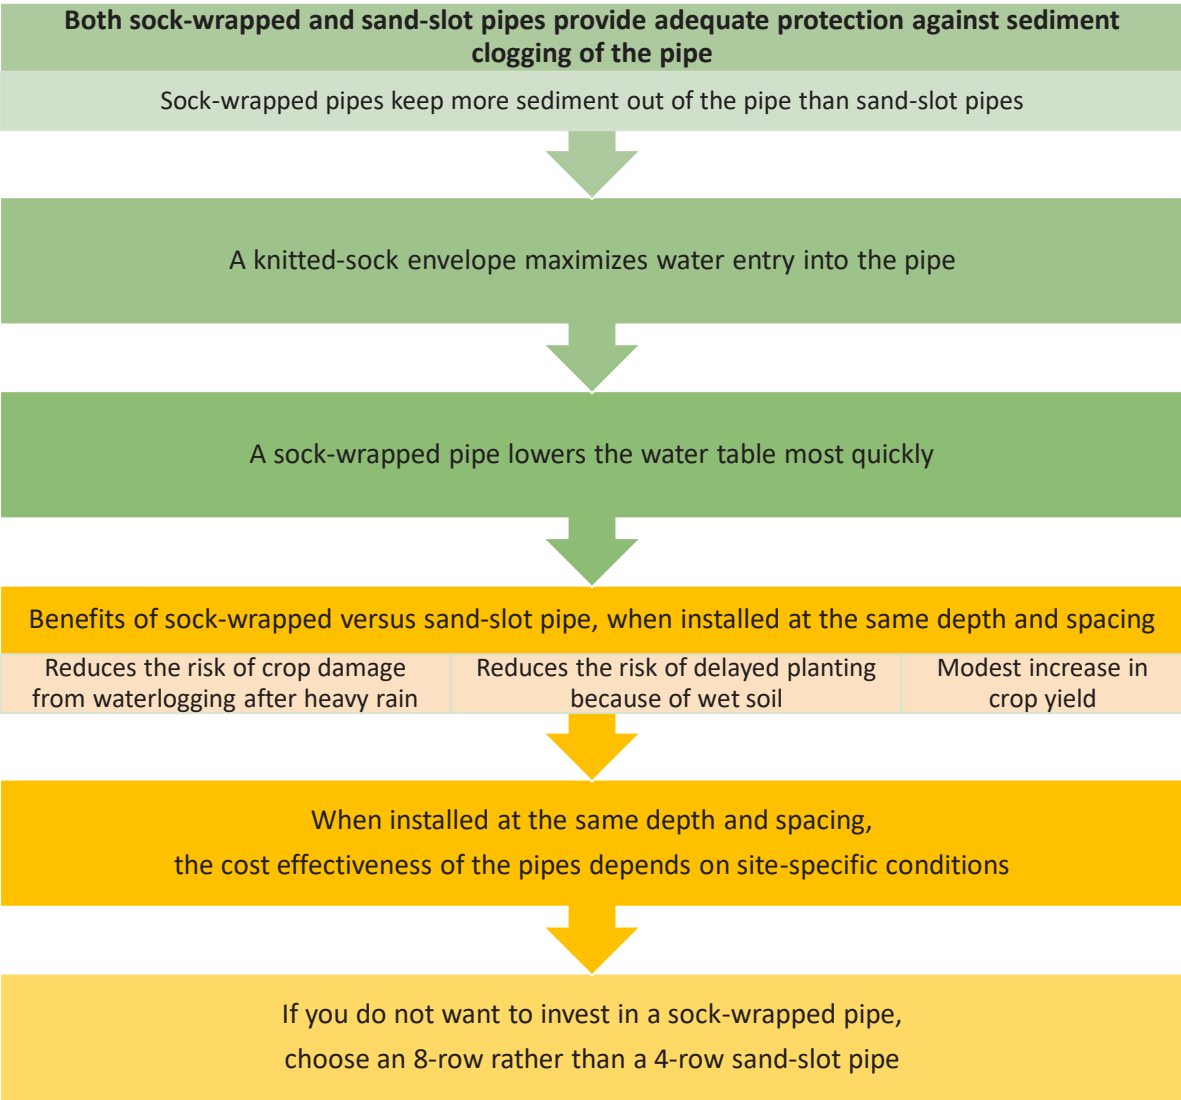 Both sock-wrapped and sand-slot pipes provide adequate protection against sediment
clogging of the pipe
Sock-wrapped pipes keep more sediment out of the pipe than sand-slot pipes
A knitted-sock envelope maximizes water entry into the pipe
A sock-wrapped pipe lowers the water table most quickly
Benefits of sock-wrapped versus sand-slot pipe, when installed at the same depth and spacing
Reduces the risk of crop damage
from waterlogging after heavy rain
Reduces the risk of delayed planting
because of wet soil
Modest increase in
crop yield
When installed at the same depth and spacing,
the cost effectiveness of the pipes depends on site-specific conditions
If you do not want to invest in a sock-wrapped pipe,
choose an 8-row rather than a 4-row sand-slot pipe